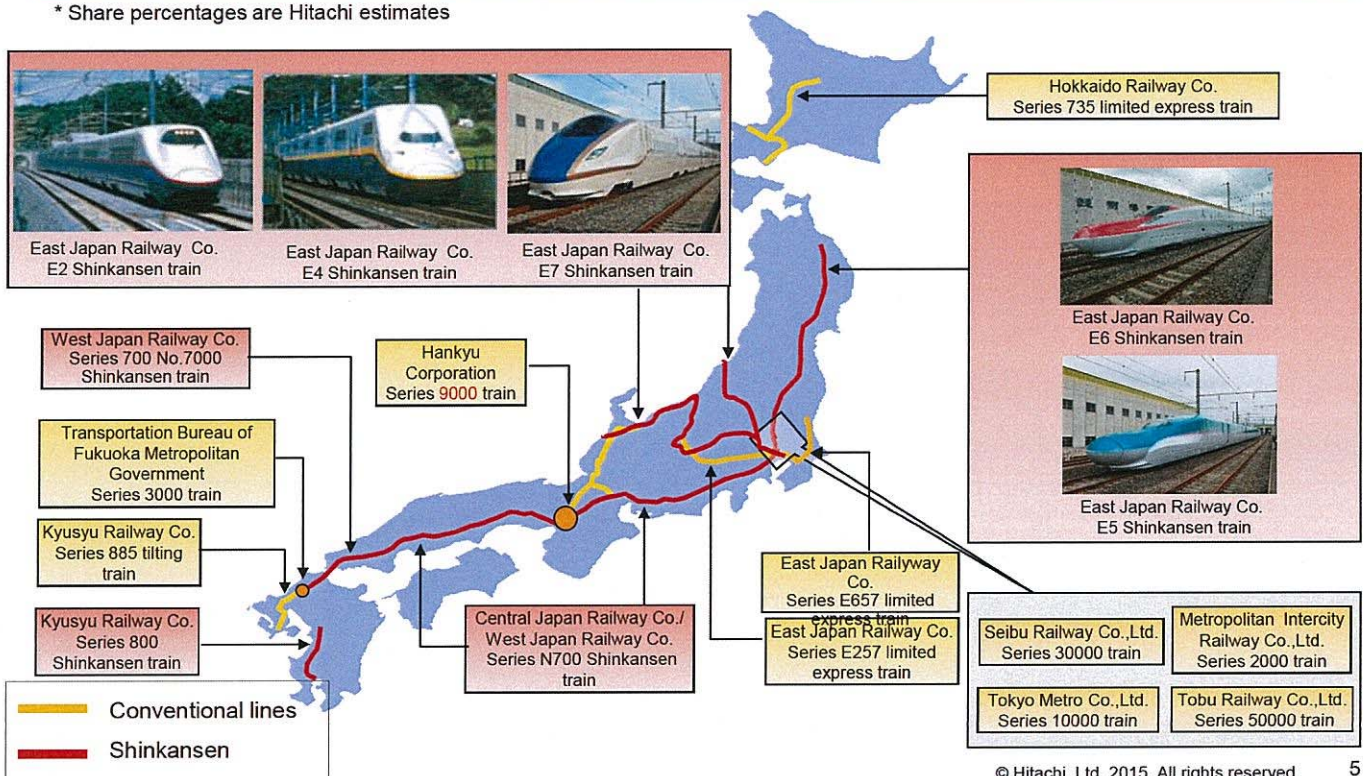 * Share percentages are Hitachi estimates
East Japan Railway Co.
E2 Shinkansen train
East Japan Railway Co.
E4 Shinkansen train
East Japan Railway Co.
E7 Shinkansen train
Hokkaido Railway Co.
Series 735 limited express train
East Japan Railway Co.
E6 Shinkansen train
East Japan Railway Co.
E5 Shinkansen train
West Japan Railway Co.
Series 700 No.7000
Shinkansen train
Hankyu
Corporation
Series 9000 train
Transportation Bureau of
Fukuoka Metropolitan
Government
Series 3000 train
Kyusyu Railway Co.
Series 885 tilting
train
Kyusyu Railway Co.
Series 800
Shinkansen train
Central Japan Railway Co./
West Japan Railway Co.
Series N700 Shinkansen
train
East Japan Railyway
Co.
Series E657 limited
express train
East Japan Railway Co.
Series E257 limited
express train
Seibu Railway Co.,Ltd.
Series 30000 train
Metropolitan Intercity
Railway Co.,Ltd.
Series 2000 train
Tokyo Metro Co.,Ltd.
Series 10000 train
Tobu Railway Co.,Ltd.
Series 50000 train
Conventional lines
Shinkansen
© Hitachi, Ltd. 2015. All rights reserved.
5